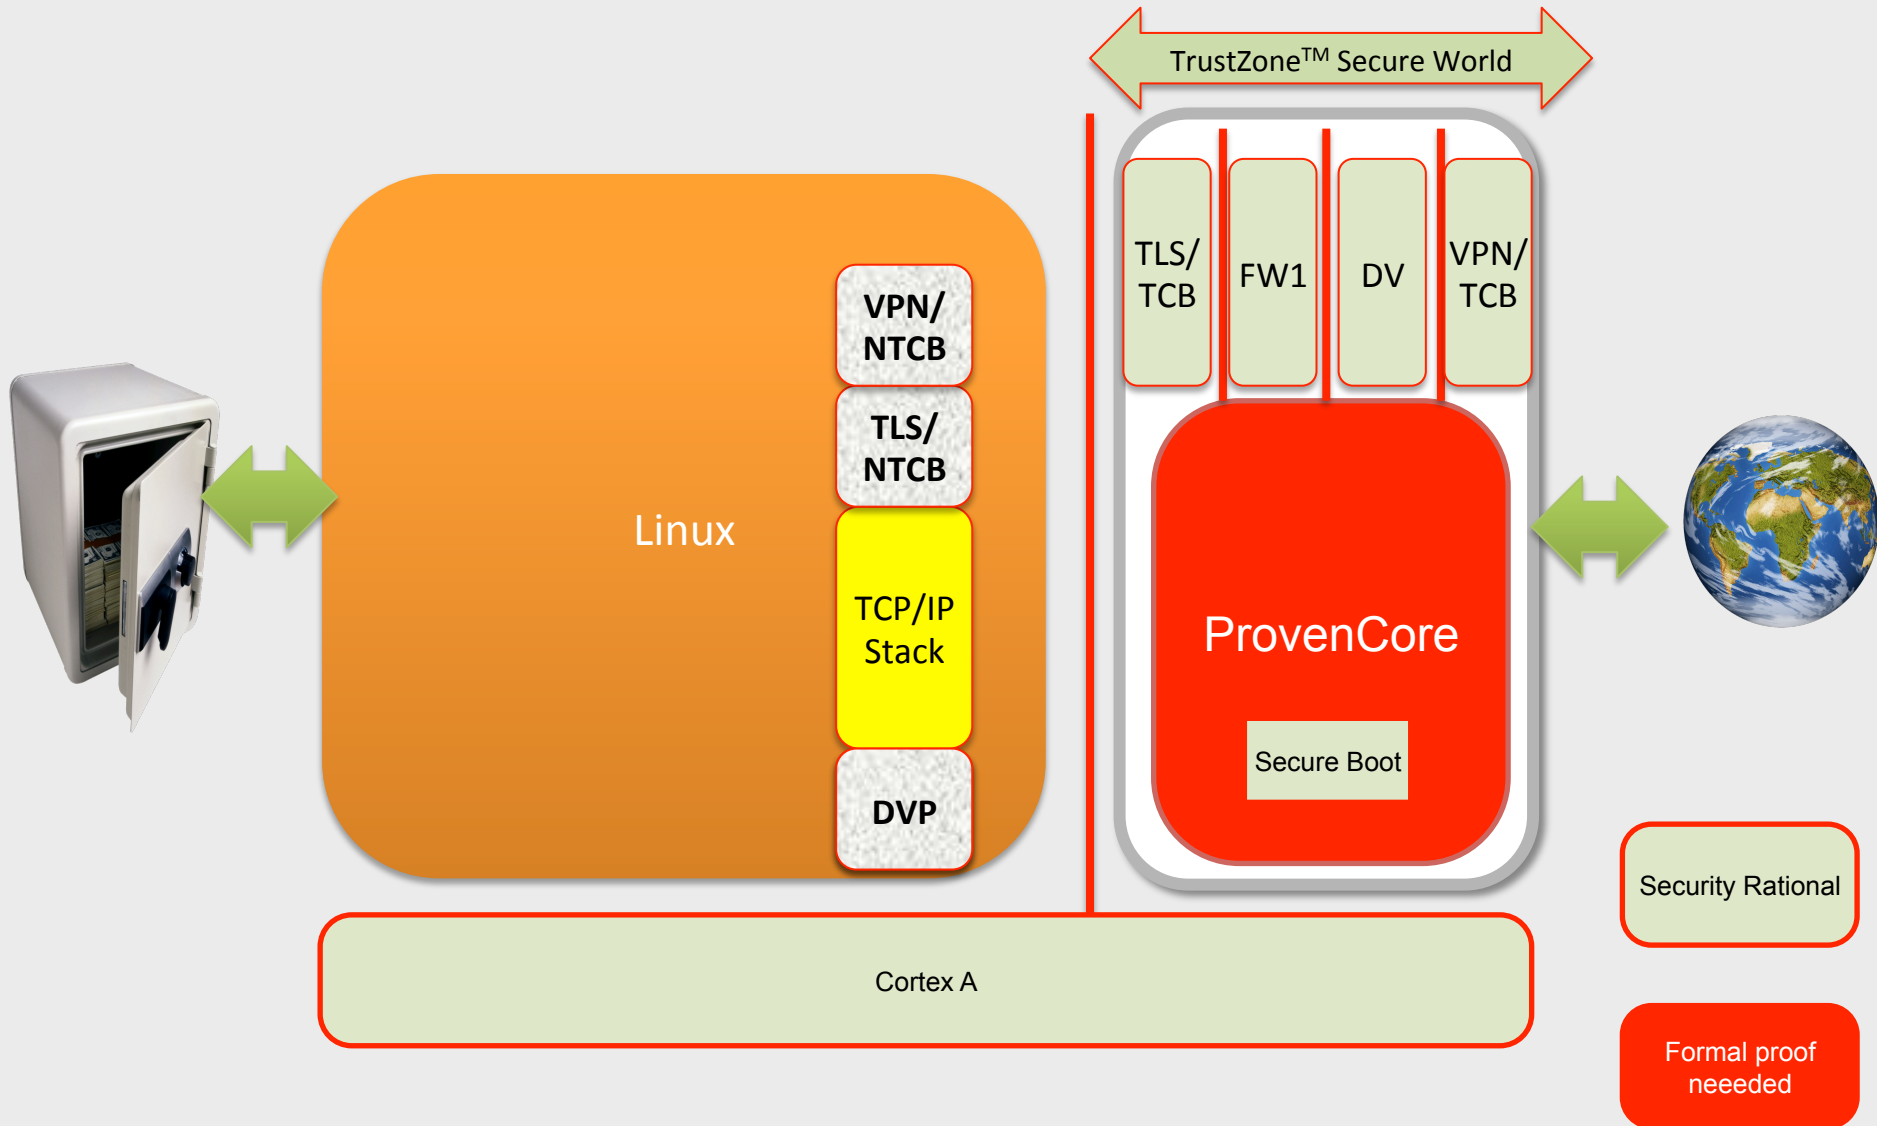 TrustZone™ Secure World
TLS/
TCB
FW1
DV
VPN/
TCB
VPN/
NTCB
TLS/
NTCB
Linux
TCP/IP
Stack
DVP
ProvenCore
Secure Boot
Security Rational
Cortex A
Formal proof
neeeded